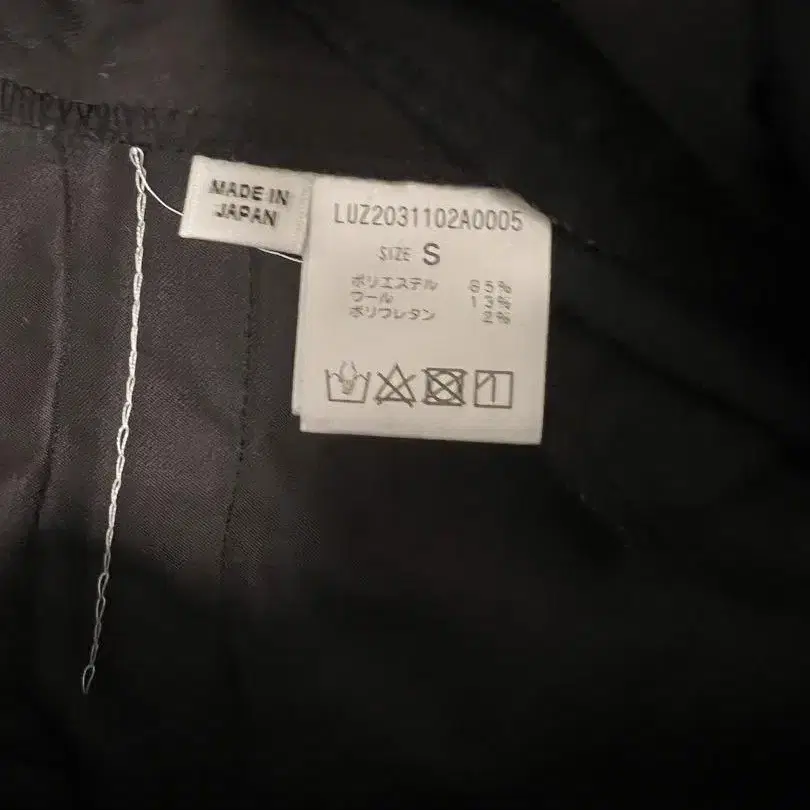 MADE IN
JAPAN
LUZ2031102A0005
SIZE S
ポリエステル 85%
ウール 13%
ポリウレタン 2%